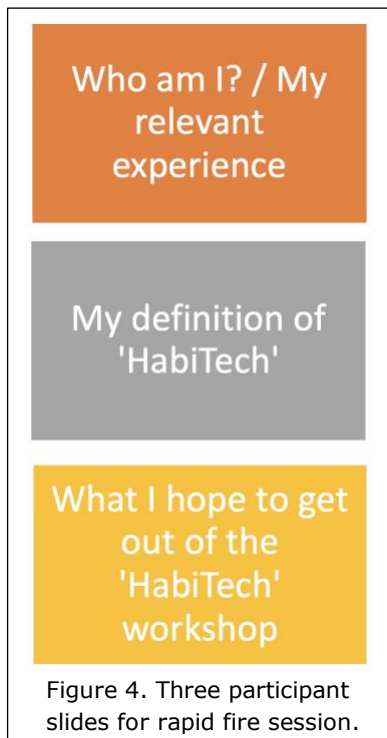 Who am I? / My
relevant
experience
My definition of
'HabiTech'
What I hope to get
out of the
'HabiTech'
workshop
Figure 4. Three participant
slides for rapid fire session.